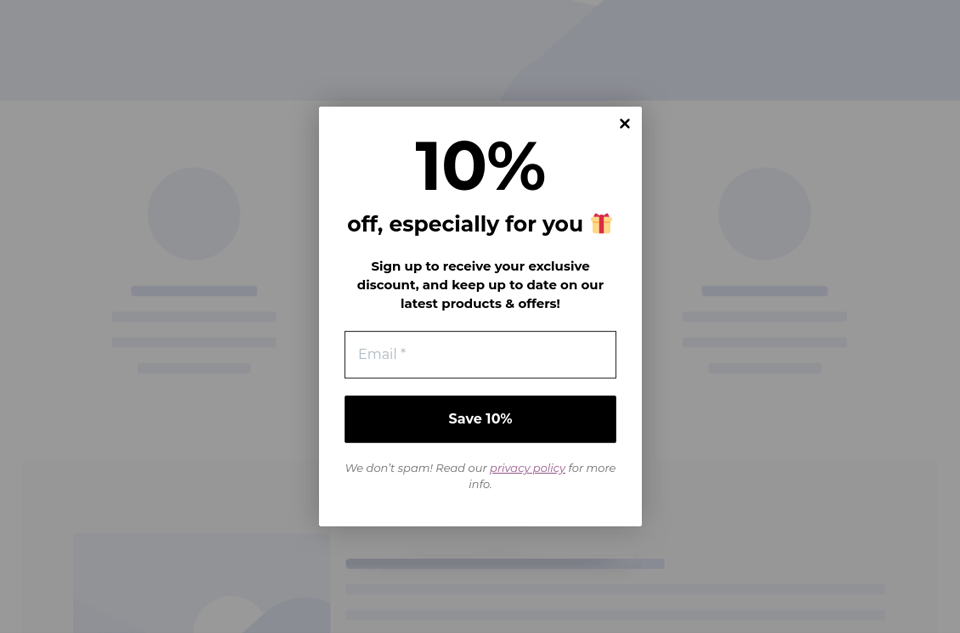 10%
off, especially for you 🎁
Sign up to receive your exclusive
discount, and keep up to date on our
latest products & offers!
Email *
Save 10%
We don't spam! Read our privacy policy for more
info.